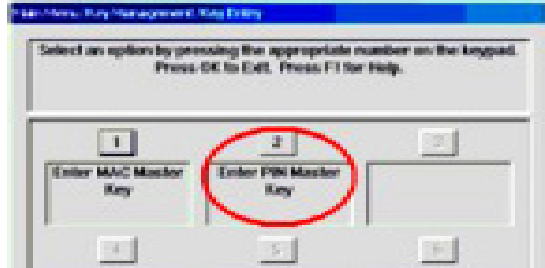 Main Menu\Key Management\Key Entry
Select an option by pressing the appropriate number on the keypad.
Press OK to Exit. Press F1 for Help.
1
2
3
Enter MAC Master
Key
Enter PIN Master
Key
4
5
6